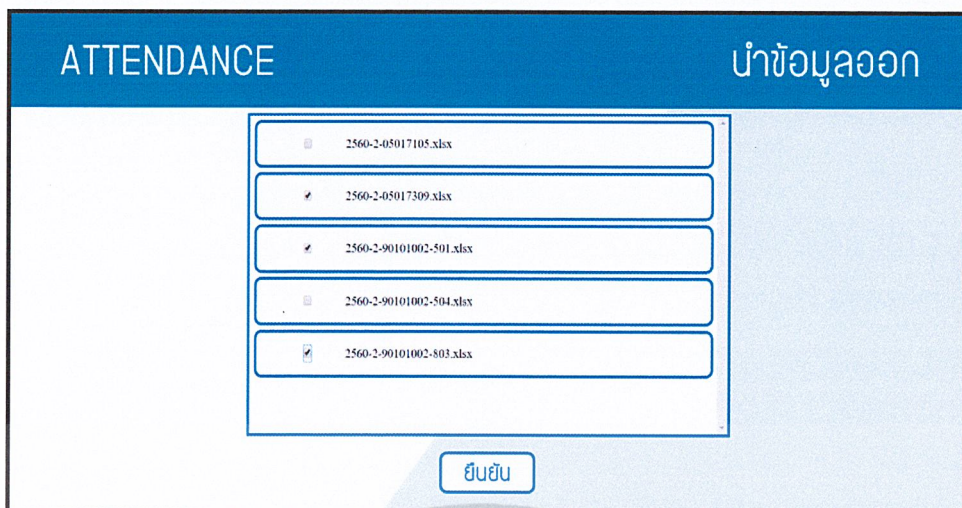 ATTENDANCE
นำข้อมูลออก
2560-2-05017105.xlsx
2560-2-05017309.xlsx
2560-2-90101002-501.xlsx
2560-2-90101002-504.xlsx
2560-2-90101002-803.xlsx
ยืนยัน